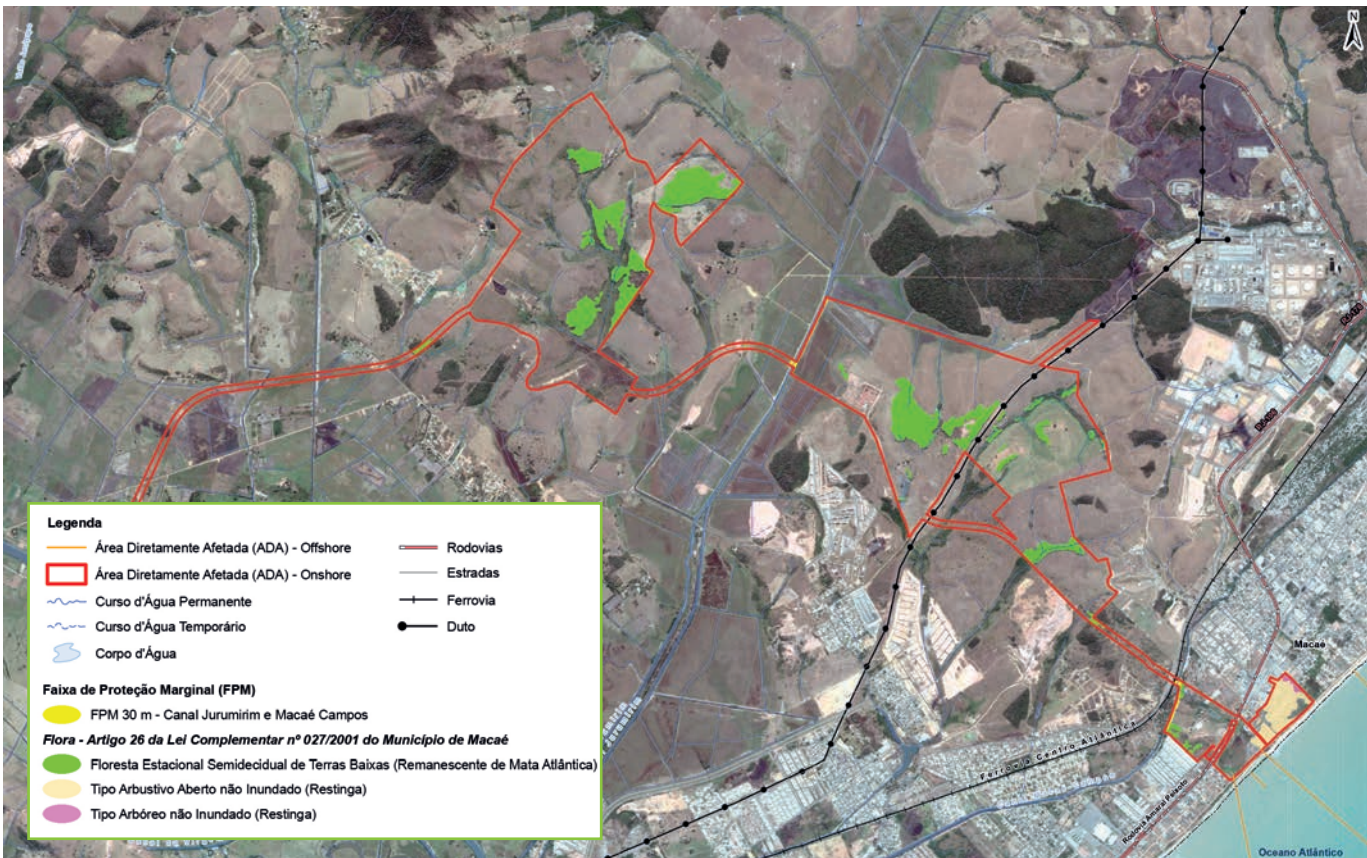 N
Macaé
Ferrovia Centro Atlântica
Rodovia Amaral Peixoto
Oceano Atlântico
Legenda
Área Diretamente Afetada (ADA) - Offshore
Área Diretamente Afetada (ADA) - Onshore
Curso d'Água Permanente
Curso d'Água Temporário
Corpo d'Água
Rodovias
Estradas
Ferrovia
Duto
Faixa de Proteção Marginal (FPM)
FPM 30 m - Canal Jurumirim e Macaé Campos
Flora - Artigo 26 da Lei Complementar nº 027/2001 do Município de Macaé
Floresta Estacional Semidecidual de Terras Baixas (Remanescente de Mata Atlântica)
Tipo Arbustivo Aberto não Inundado (Restinga)
Tipo Arbóreo não Inundado (Restinga)